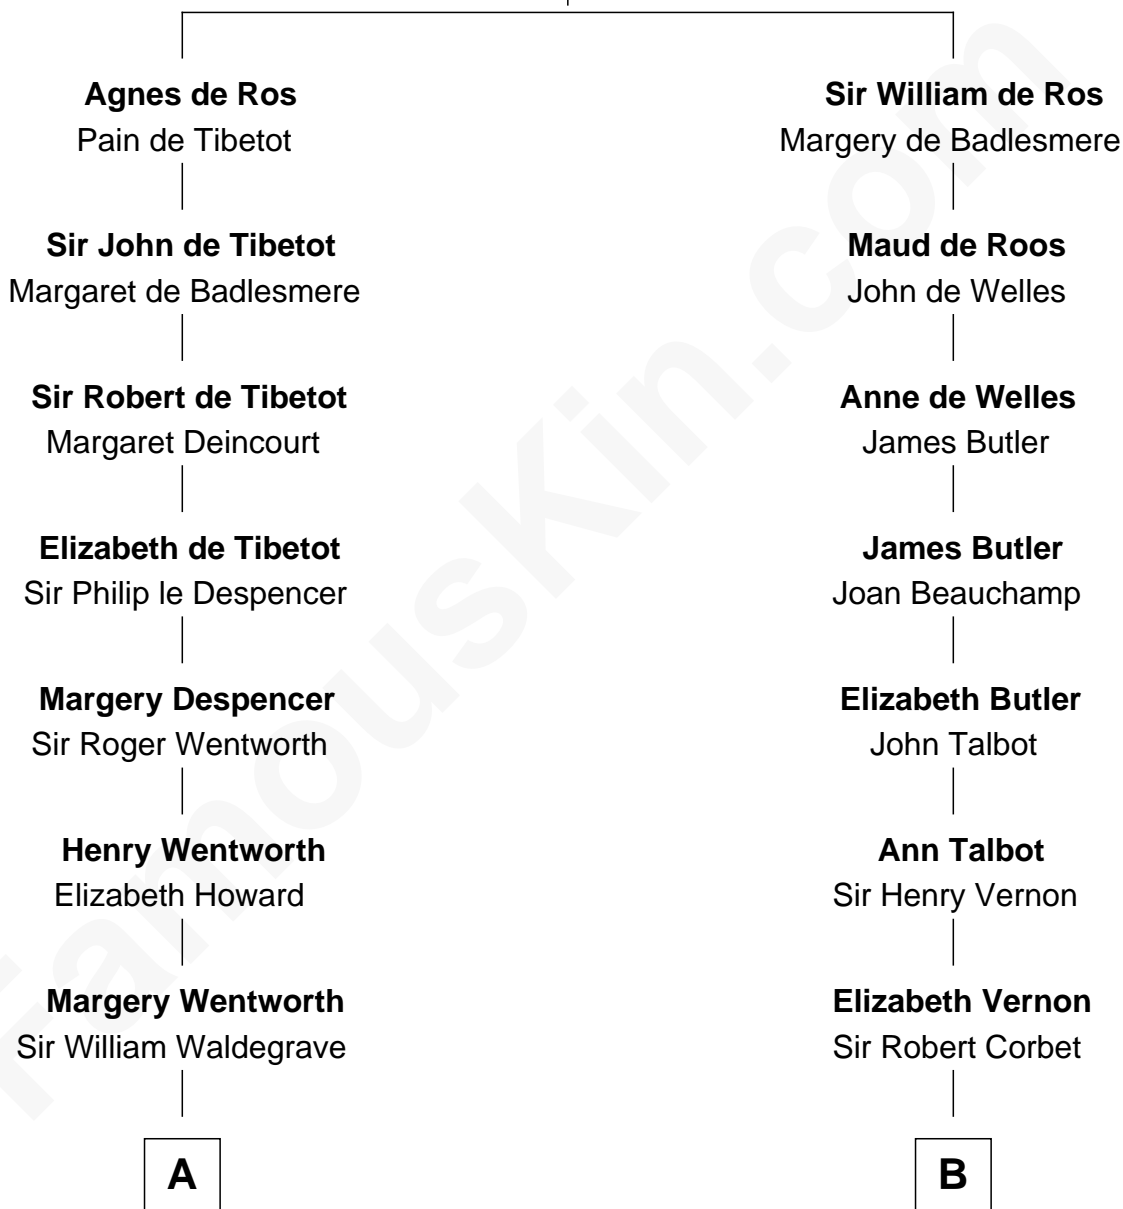 Agnes de Ros
Pain de Tibetot
Sir John de Tibetot
Margaret de Badlesmere
Sir Robert de Tibetot
Margaret Deincourt
Elizabeth de Tibetot
Sir Philip le Despencer
Margery Despencer
Sir Roger Wentworth
Henry Wentworth
Elizabeth Howard
Margery Wentworth
Sir William Waldegrave
A
Sir William de Ros
Margery de Badlesmere
Maud de Roos
John de Welles
Anne de Welles
James Butler
James Butler
Joan Beauchamp
Elizabeth Butler
John Talbot
Ann Talbot
Sir Henry Vernon
Elizabeth Vernon
Sir Robert Corbet
B
FamousKin.com